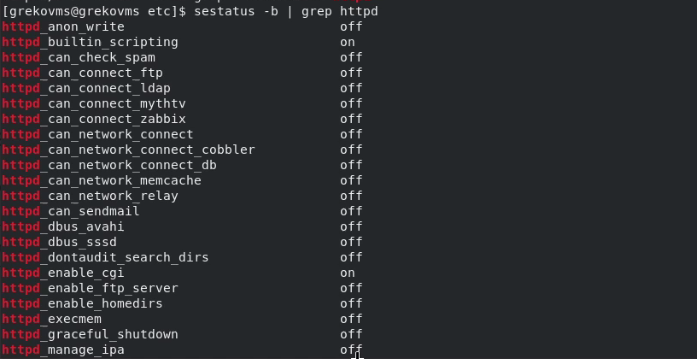 [grekovms@grekovms etc]$ sestatus -b | grep httpd
httpd_anon_write off
httpd_builtin_scripting on
httpd_can_check_spam off
httpd_can_connect_ftp off
httpd_can_connect_ldap off
httpd_can_connect_mythtv off
httpd_can_connect_zabbix off
httpd_can_network_connect off
httpd_can_network_connect_cobbler off
httpd_can_network_connect_db off
httpd_can_network_memcache off
httpd_can_network_relay off
httpd_can_sendmail off
httpd_dbus_avahi off
httpd_dbus_sssd off
httpd_dontaudit_search_dirs off
httpd_enable_cgi on
httpd_enable_ftp_server off
httpd_enable_homedirs off
httpd_execmem off
httpd_graceful_shutdown off
httpd_manage_ipa off